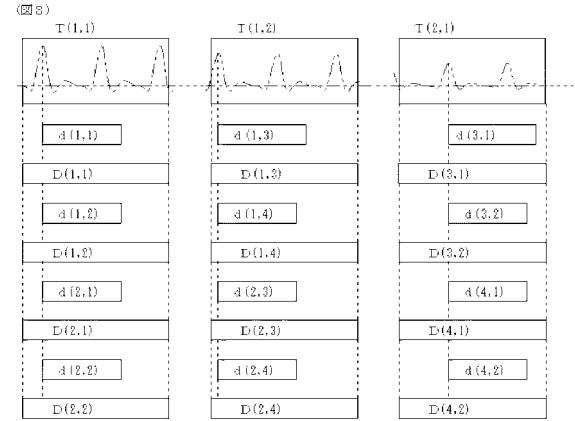 (図8)
T(1,1) T(1,2) T(2,1)
d(1,1) d(1,3) d(3.1)
D(1,1) D(1,3) D(3.1)
d(1,2) d(1,4) d(3,2)
D(1,2) D(1,4) D(3.2)
d(2,1) d(2,3) d(4,1)
D(2.1) D(2,3) D(4,1)
d(2.2) d(2,4) d(4,2)
D(2.2) D(2,4) D(4,2)